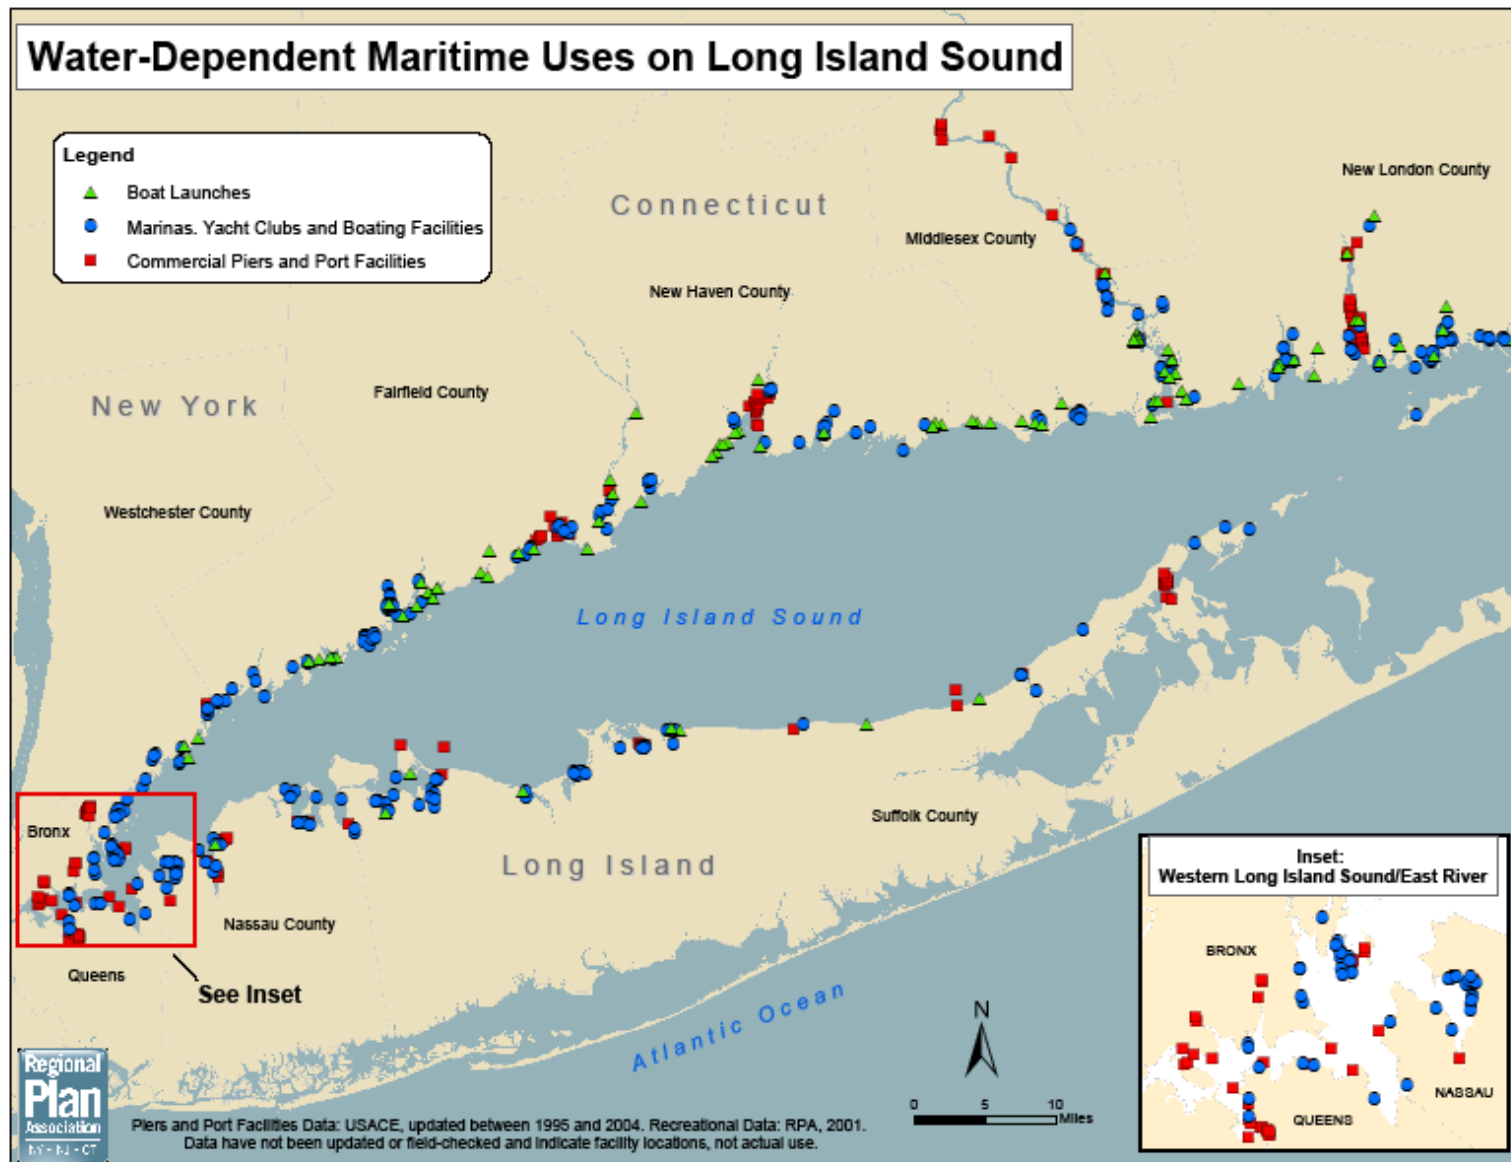 Water-Dependent Maritime Uses on Long Island Sound
Legend
Boat Launches
Marinas. Yacht Clubs and Boating Facilities
Commercial Piers and Port Facilities
Connecticut
New London County
Middlesex County
New Haven County
Fairfield County
New York
Westchester County
Long Island Sound
Suffolk County
Bronx
Long Island
Nassau County
Queens
See Inset
Atlantic Ocean
N
0 5 10
Miles
Inset:
Western Long Island Sound/East River
BRONX
NASSAU
QUEENS
Regional
Plan
Association
NY • NJ • CT
Piers and Port Facilities Data: USACE, updated between 1995 and 2004. Recreational Data: RPA, 2001.
Data have not been updated or field-checked and indicate facility locations, not actual use.